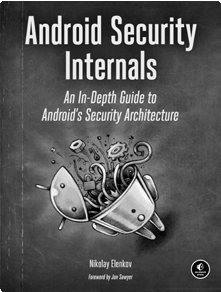 Android Security
Internals
An In-Depth Guide to
Android's Security Architecture
Nikolay Elenkov
Foreword by Jon Sawyer